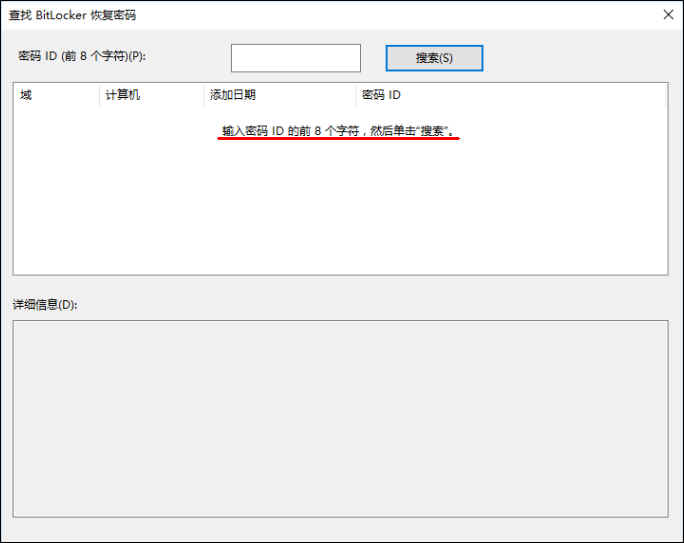 查找 BitLocker 恢复密码
密码 ID (前 8 个字符)(P):
搜索(S)
域 计算机 添加日期 密码 ID
输入密码 ID 的前 8 个字符，然后单击“搜索”。
详细信息(D):